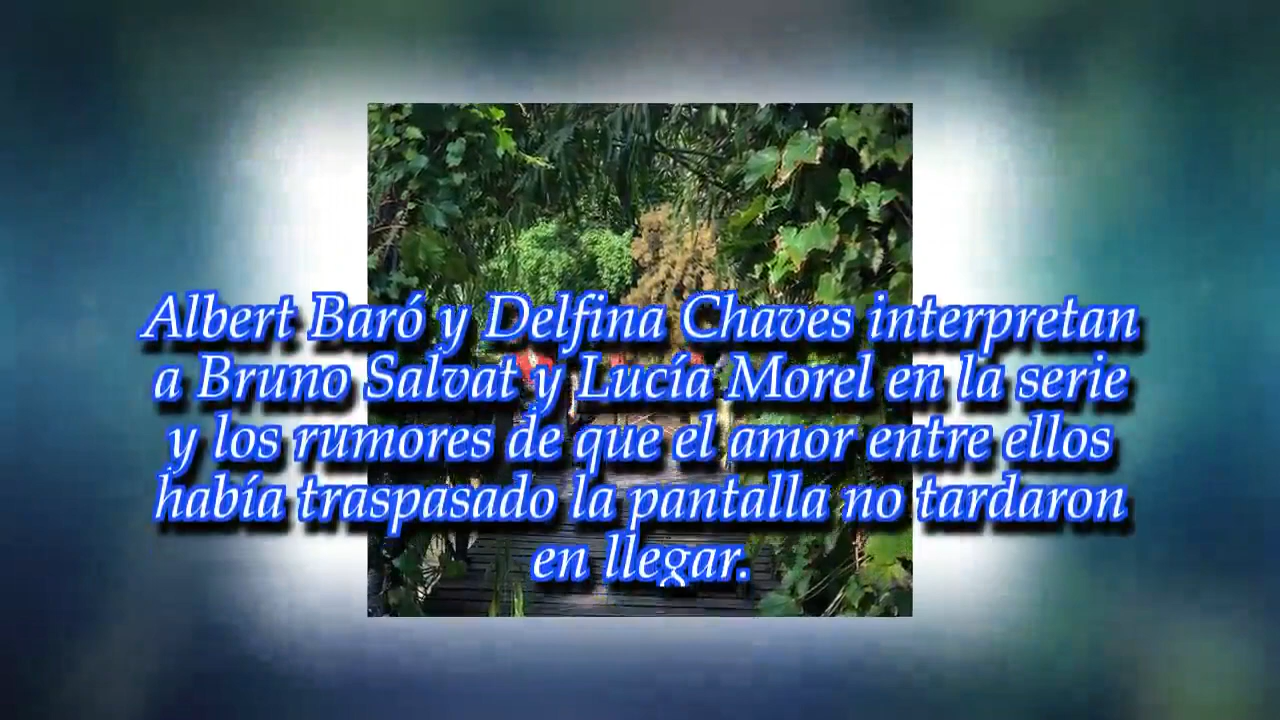 Albert Baró y Delfina Chaves interpretan
a Bruno Salvat y Lucía Morel en la serie
y los rumores de que el amor entre ellos
había traspasado la pantalla no tardaron
en llegar.